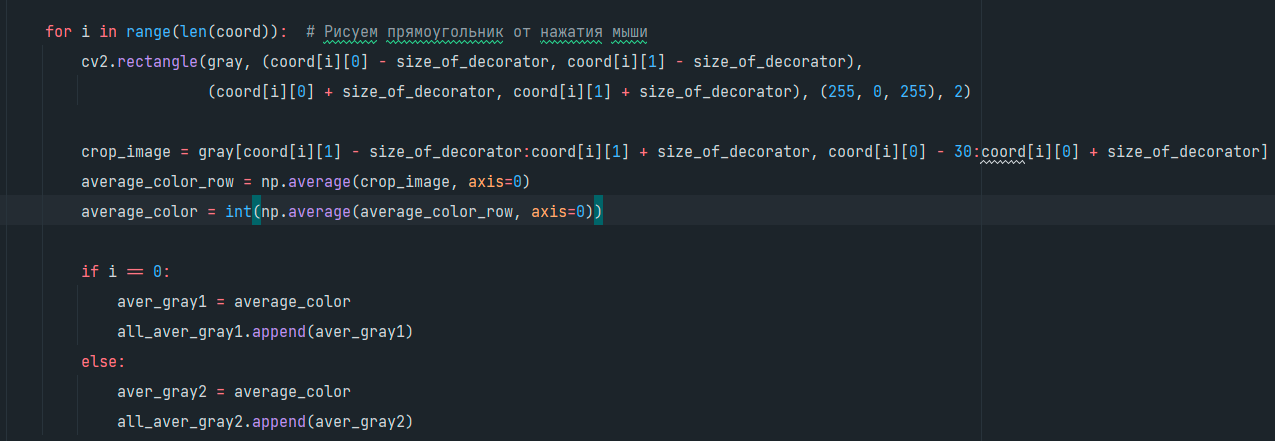 for i in range(len(coord)):  # Рисуем прямоугольник от нажатия мыши
    cv2.rectangle(gray, (coord[i][0] - size_of_decorator, coord[i][1] - size_of_decorator),
                  (coord[i][0] + size_of_decorator, coord[i][1] + size_of_decorator), (255, 0, 255), 2)

    crop_image = gray[coord[i][1] - size_of_decorator:coord[i][1] + size_of_decorator, coord[i][0] - 30:coord[i][0] + size_of_decorator]
    average_color_row = np.average(crop_image, axis=0)
    average_color = int(np.average(average_color_row, axis=0))

    if i == 0:
        aver_gray1 = average_color
        all_aver_gray1.append(aver_gray1)
    else:
        aver_gray2 = average_color
        all_aver_gray2.append(aver_gray2)